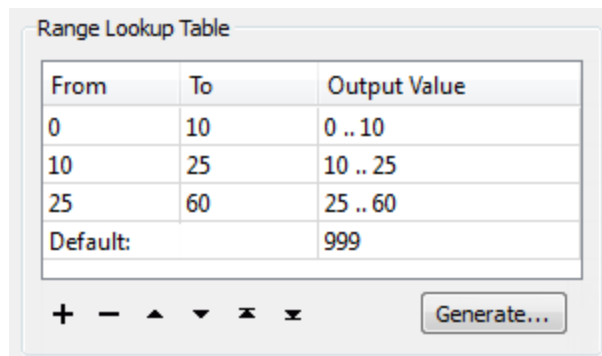 Range Lookup Table
From To Output Value
0 10 0 .. 10
10 25 10 .. 25
25 60 25 .. 60
Default: 999
Generate...